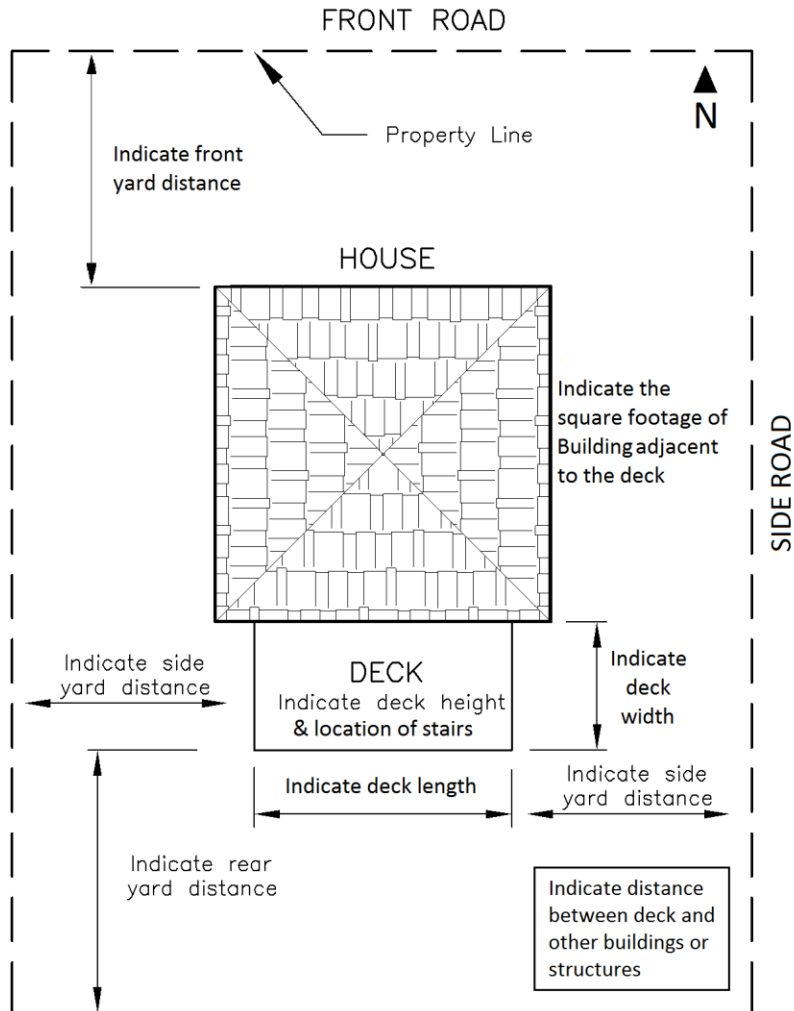 FRONT ROAD
N
Property Line
Indicate front
yard distance
HOUSE
Indicate the
square footage of
Building adjacent
to the deck
SIDE ROAD
Indicate side
yard distance
DECK
Indicate deck height
& location of stairs
Indicate
deck
width
Indicate deck length
Indicate side
yard distance
Indicate rear
yard distance
Indicate distance
between deck and
other buildings or
structures